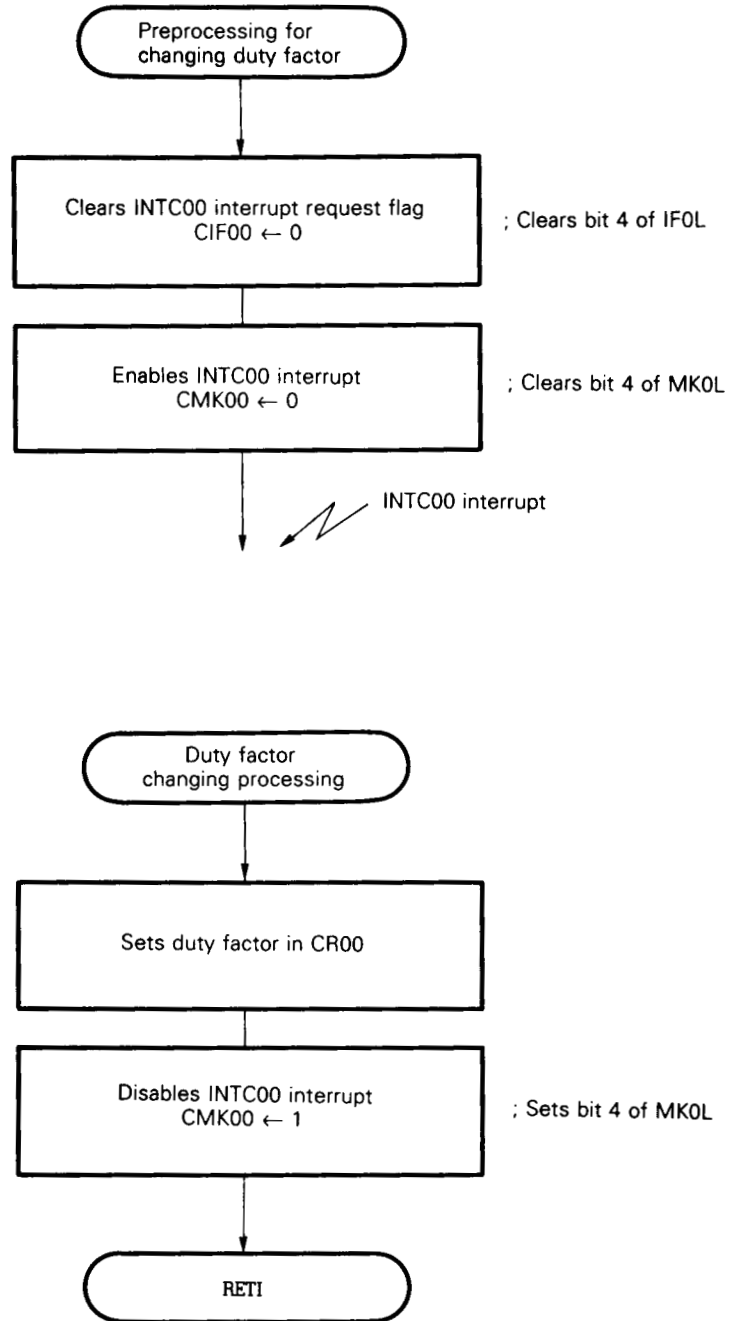 Preprocessing for
changing duty factor
Clears INTC00 interrupt request flag
CIF00 ← 0
; Clears bit 4 of IF0L
Enables INTC00 interrupt
CMK00 ← 0
; Clears bit 4 of MK0L
INTC00 interrupt
Duty factor
changing processing
Sets duty factor in CR00
Disables INTC00 interrupt
CMK00 ← 1
; Sets bit 4 of MK0L
RETI